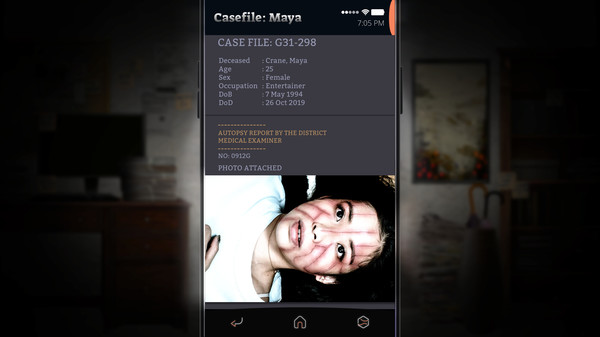 Casefile: Maya
7:05 PM
CASE FILE: G31-298
Deceased : Crane, Maya
Age : 25
Sex : Female
Occupation : Entertainer
DoB : 7 May 1994
DoD : 26 Oct 2019
---------------
AUTOPSY REPORT BY THE DISTRICT
MEDICAL EXAMINER
---------------
NO: 0912G
PHOTO ATTACHED